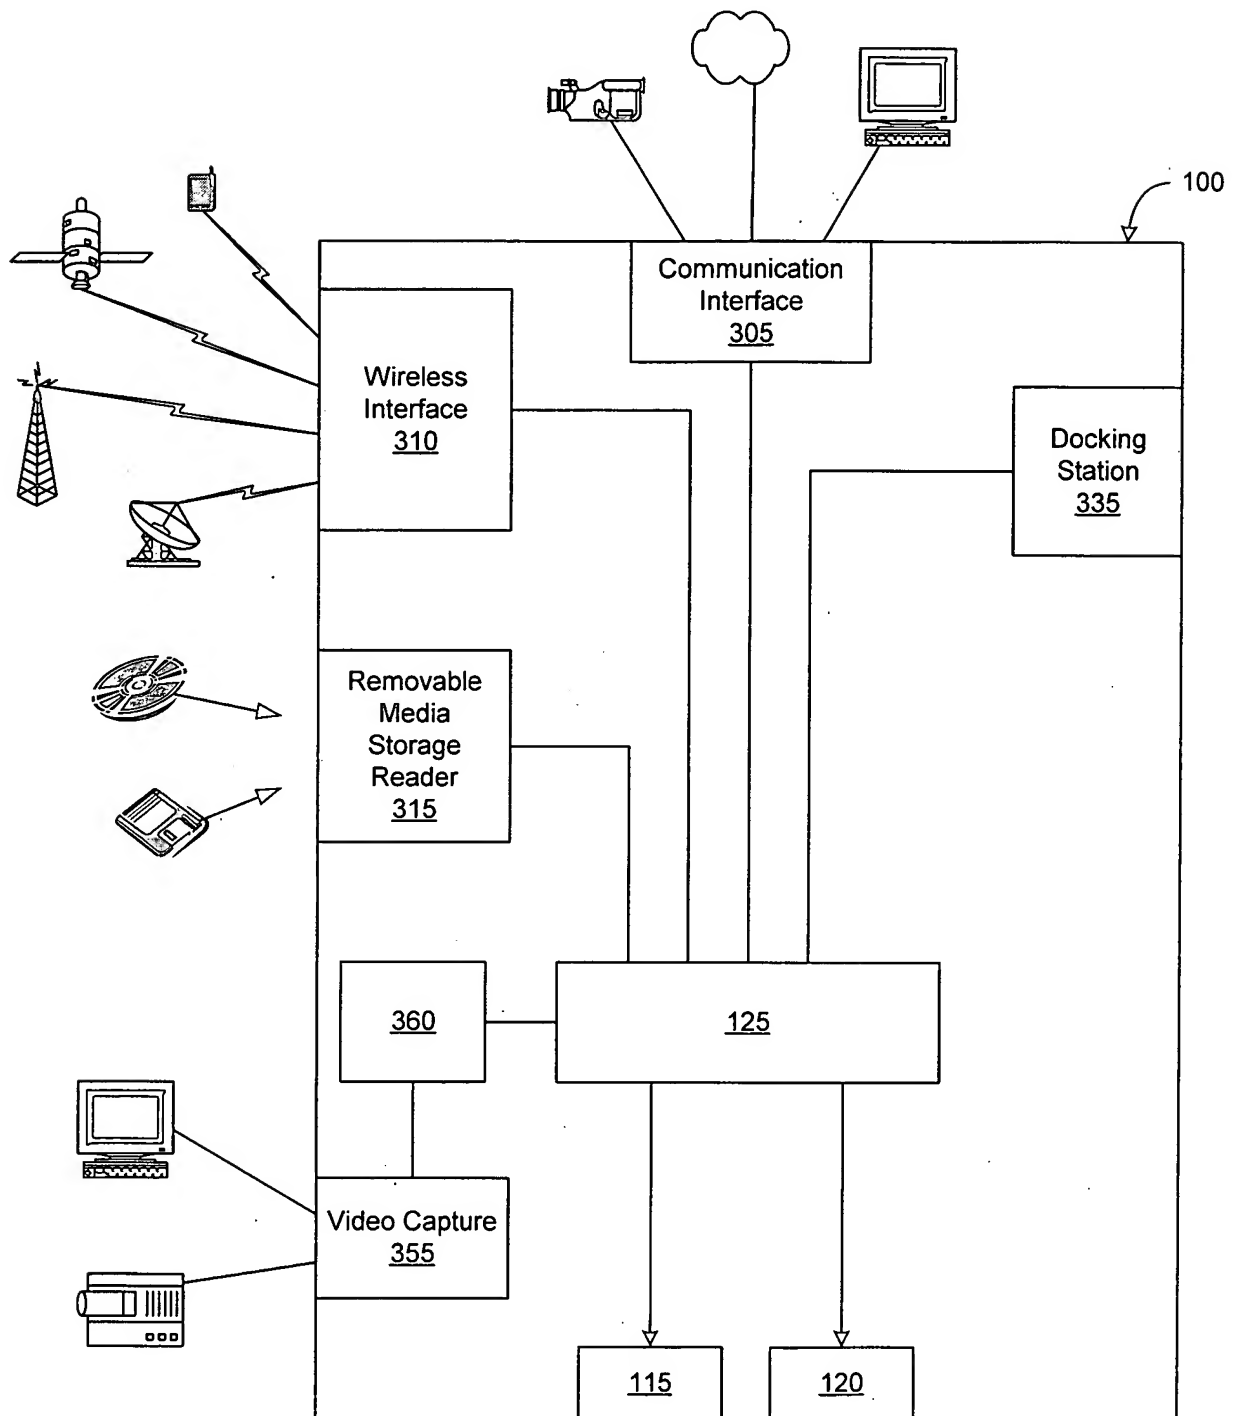 100
Communication
Interface
305
Wireless
Interface
310
Docking
Station
335
Removable
Media
Storage
Reader
315
360
125
Video Capture
355
115
120